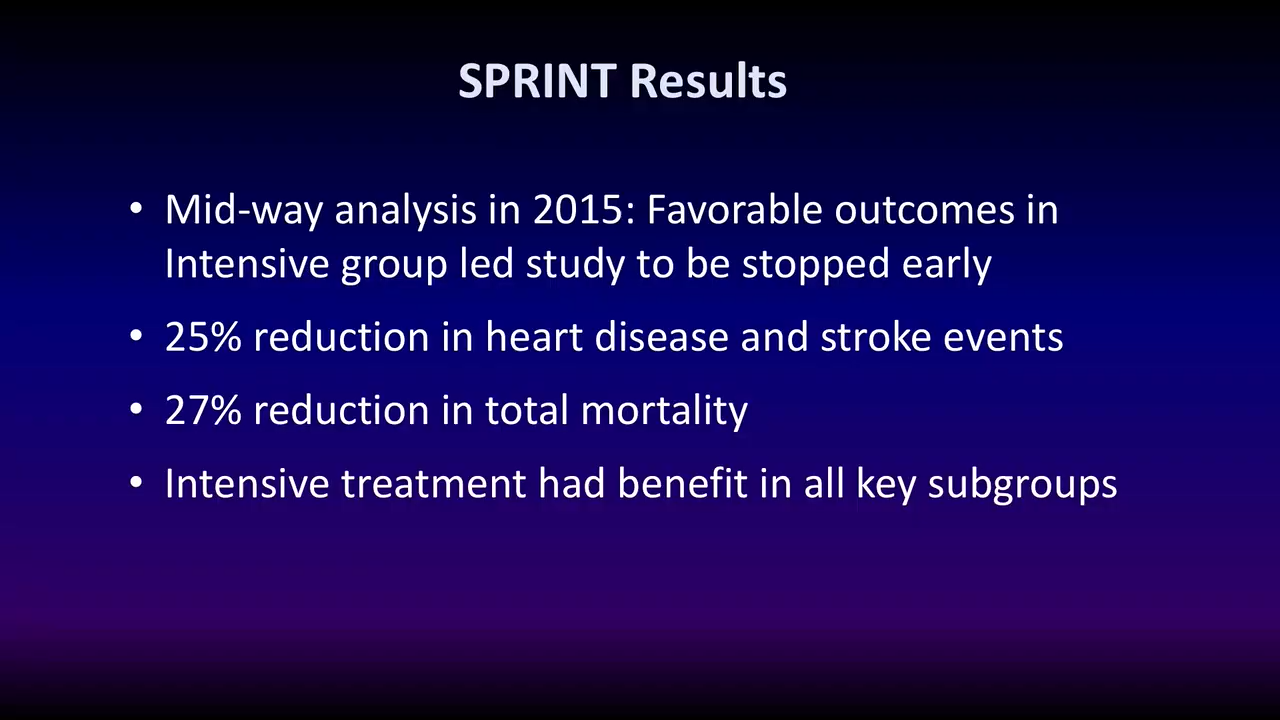 SPRINT Results
• Mid-way analysis in 2015: Favorable outcomes in
Intensive group led study to be stopped early
• 25% reduction in heart disease and stroke events
• 27% reduction in total mortality
• Intensive treatment had benefit in all key subgroups